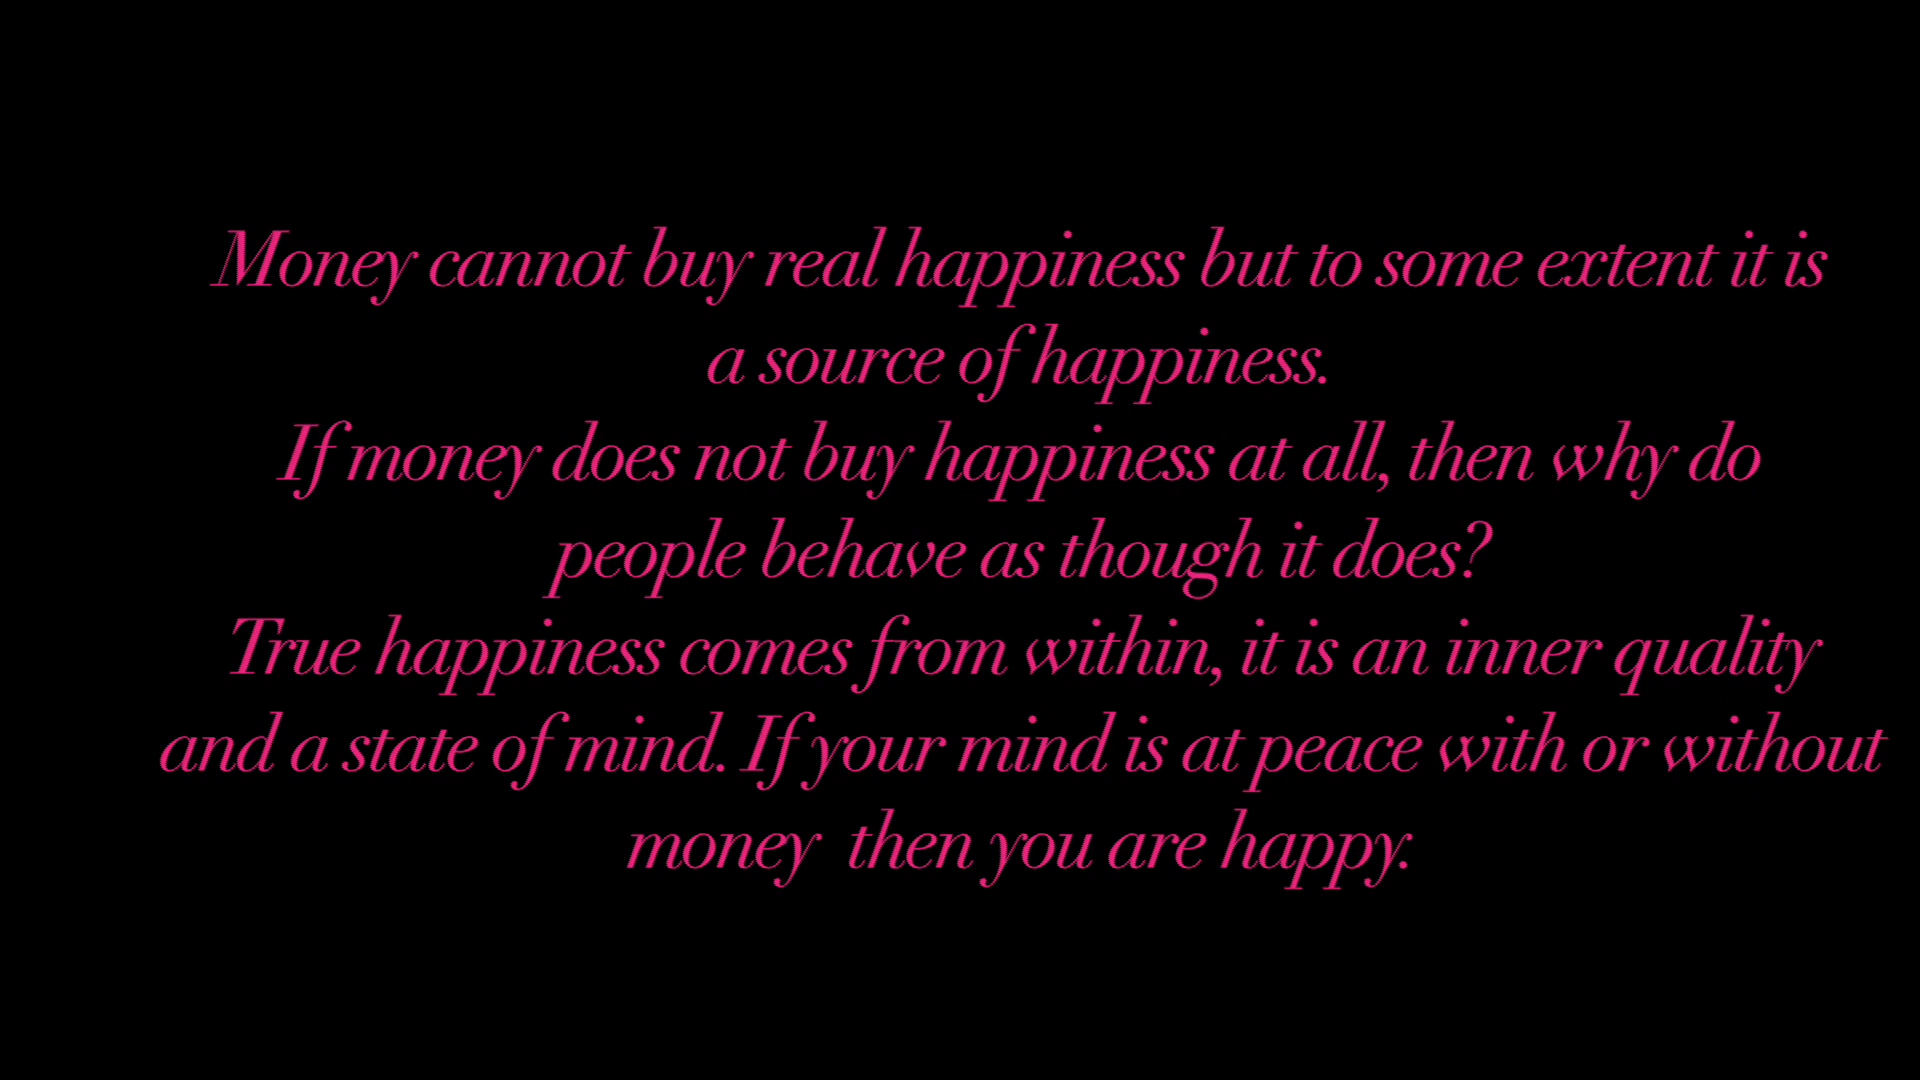 Money cannot buy real happiness but to some extent it is
a source of happiness.
If money does not buy happiness at all, then why do
people behave as though it does?
True happiness comes from within, it is an inner quality
and a state of mind. If your mind is at peace with or without
money  then you are happy.